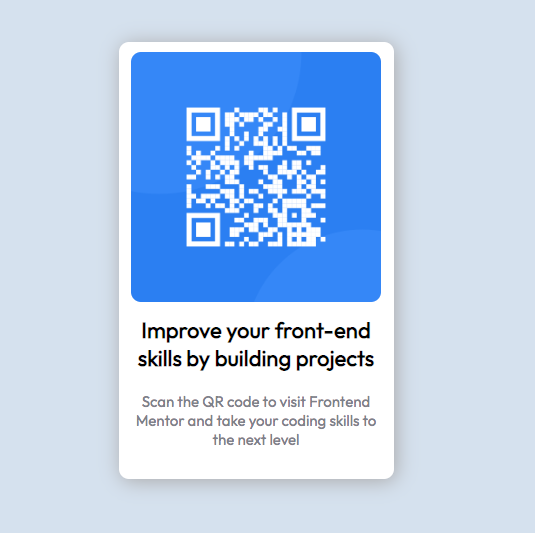 Improve your front-end
skills by building projects
Scan the QR code to visit Frontend
Mentor and take your coding skills to
the next level